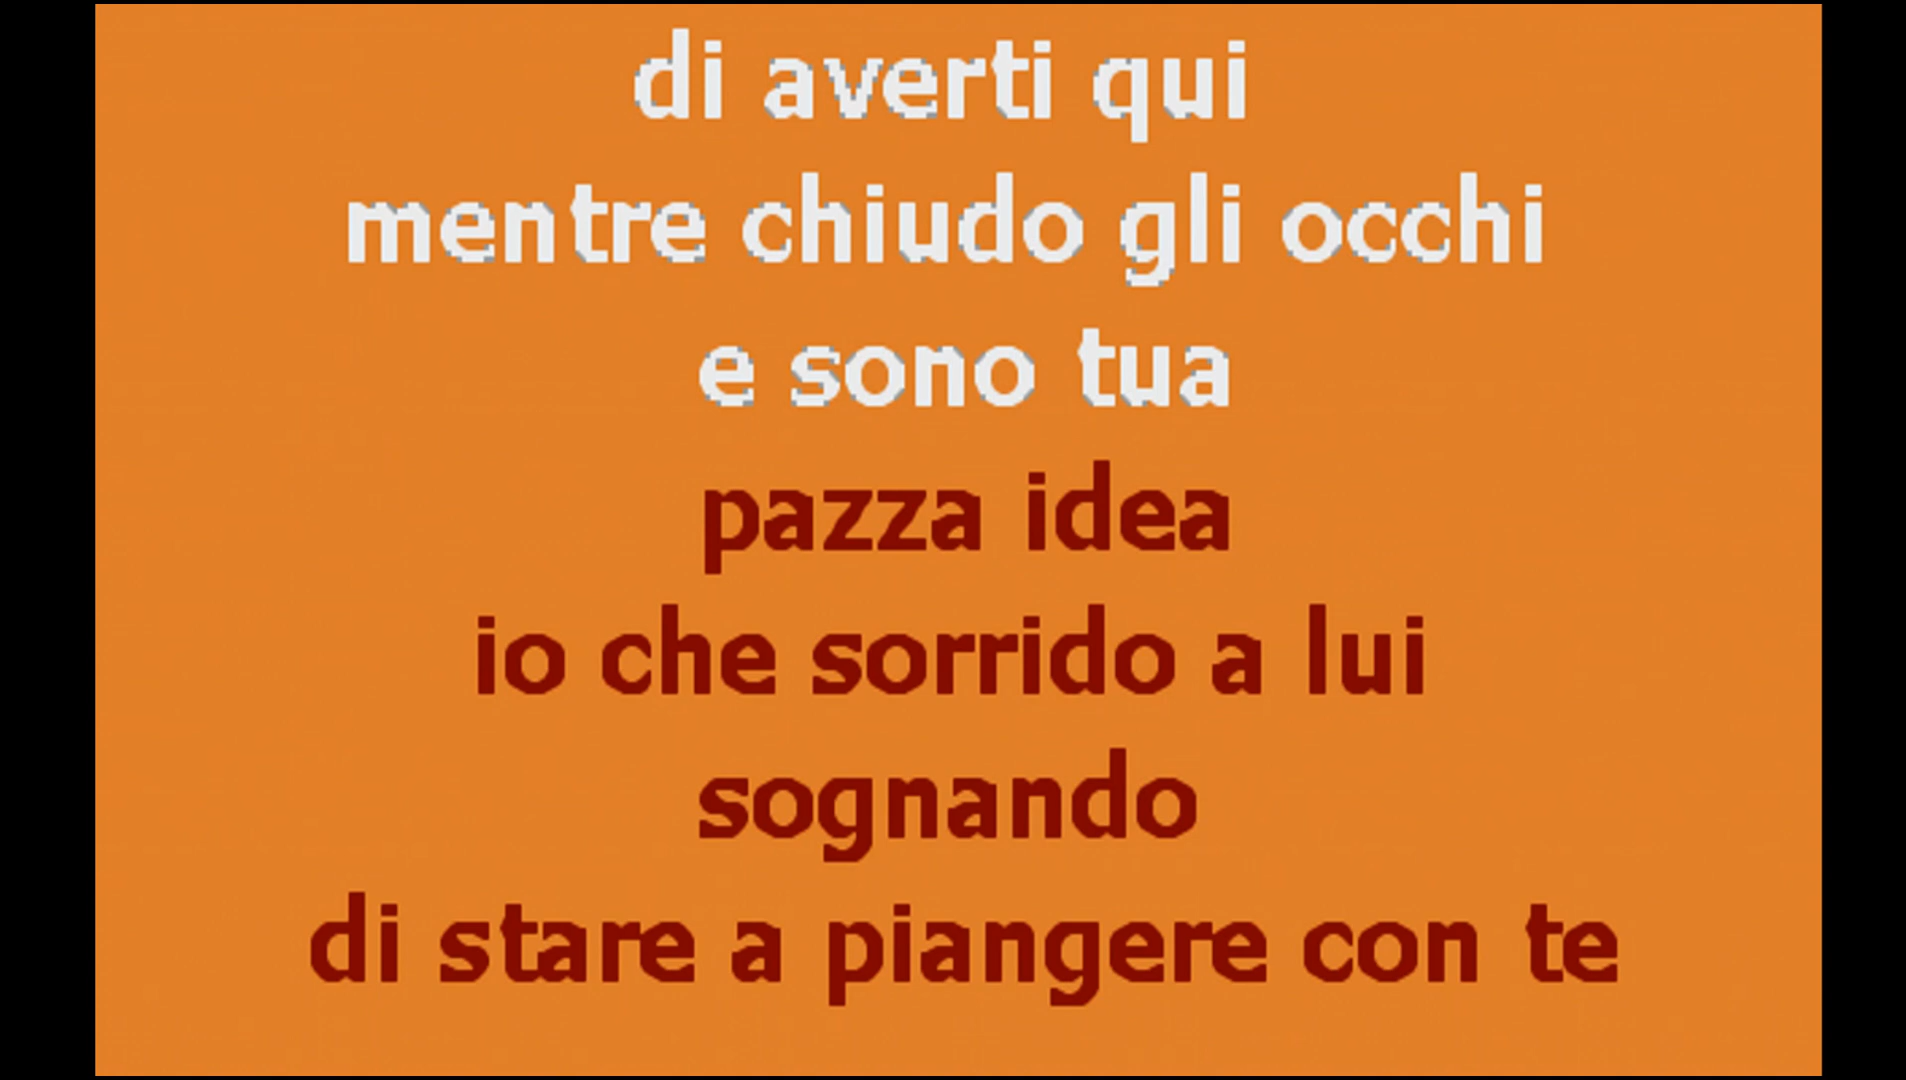 di averti qui
mentre chiudo gli occhi
e sono tua
pazza idea
io che sorrido a lui
sognando
di stare a piangere con te